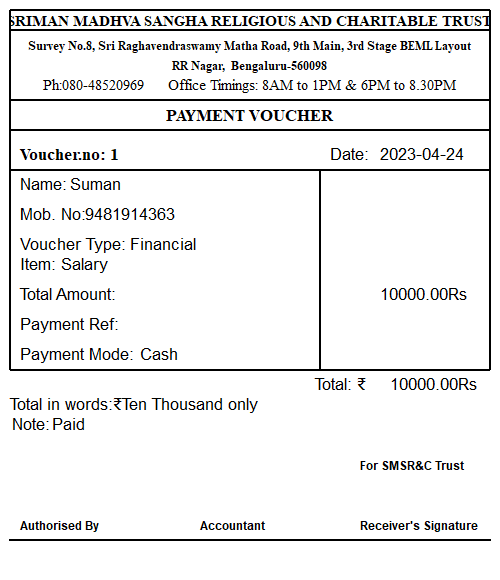 SRIMAN MADHVA SANGHA RELIGIOUS AND CHARITABLE TRUST
Survey No.8, Sri Raghavendraswamy Matha Road, 9th Main, 3rd Stage BEML Layout
RR Nagar, Bengaluru-560098
Ph:080-48520969 Office Timings: 8AM to 1PM & 6PM to 8.30PM
PAYMENT VOUCHER
Voucher.no: 1 Date: 2023-04-24
Name: Suman
Mob. No:9481914363
Voucher Type: Financial
Item: Salary
Total Amount: 10000.00Rs
Payment Ref:
Payment Mode: Cash
Total: ₹ 10000.00Rs
Total in words:₹Ten Thousand only
Note: Paid
For SMSR&C Trust
Authorised By Accountant Receiver's Signature